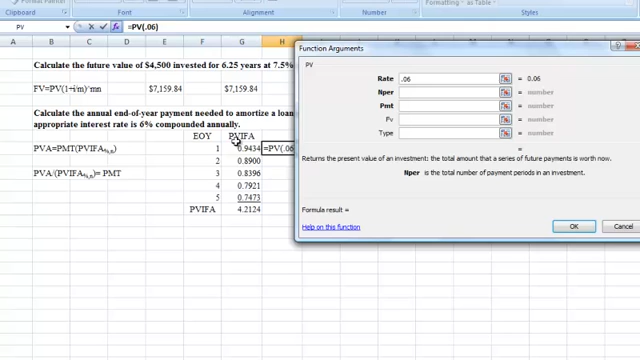 Format Painter
Formatting ~ as Table ~
Clipboard Font Alignment Number Styles
PV =PV(.06)
A B C D E F G H
Calculate the future value of $4,500 invested for 6.25 years at 7.5%
FV=PV(1+i/m)^mn $7,159.84 $7,159.84
Calculate the annual end-of-year payment needed to amortize a loan
appropriate interest rate is 6% compounded annually.
EOY PVIFA
PVA=PMT(PVIFA%,n) 1 0.9434 =PV(.06
2 0.8900
PVA/(PVIFA%,n)= PMT 3 0.8396
4 0.7921
5 0.7473
PVIFA 4.2124
Function Arguments
PV
Rate .06 = 0.06
Nper = number
Pmt = number
Fv = number
Type = number
=
Returns the present value of an investment: the total amount that a series of future payments is worth now.
Nper is the total number of payment periods in an investment.
Formula result =
Help on this function OK Cancel